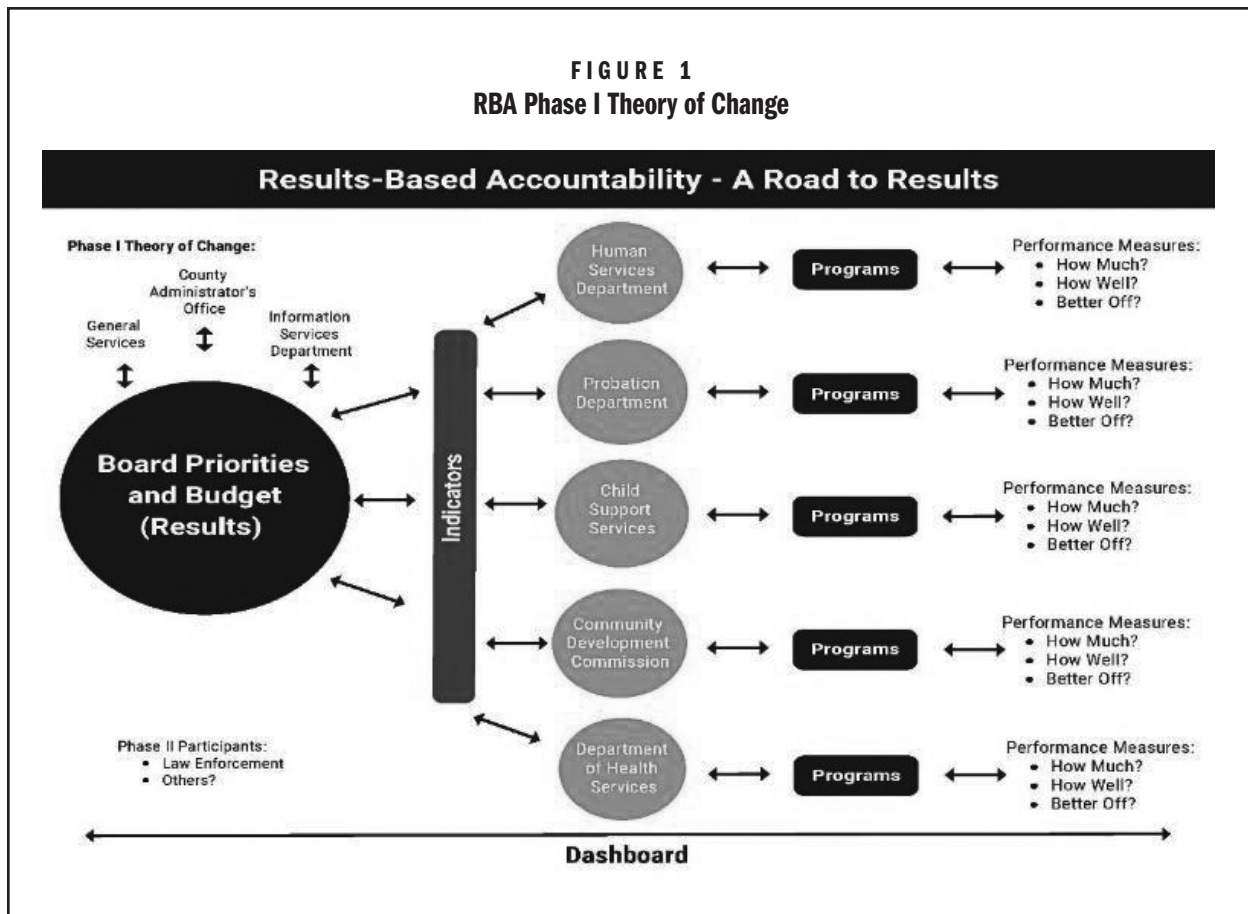 FIGURE 1
RBA Phase I Theory of Change
Results-Based Accountability - A Road to Results
Phase I Theory of Change:
County
Administrator's
Office
General
Services
Information
Services
Department
Board Priorities
and Budget
(Results)
Indicators
Human
Services
Department
Programs
Performance Measures:
• How Much?
• How Well?
• Better Off?
Probation
Department
Programs
Performance Measures:
• How Much?
• How Well?
• Better Off?
Child
Support
Services
Programs
Performance Measures:
• How Much?
• How Well?
• Better Off?
Community
Development
Commission
Programs
Performance Measures:
• How Much?
• How Well?
• Better Off?
Department
of Health
Services
Programs
Performance Measures:
• How Much?
• How Well?
• Better Off?
Phase II Participants:
• Law Enforcement
• Others?
Dashboard